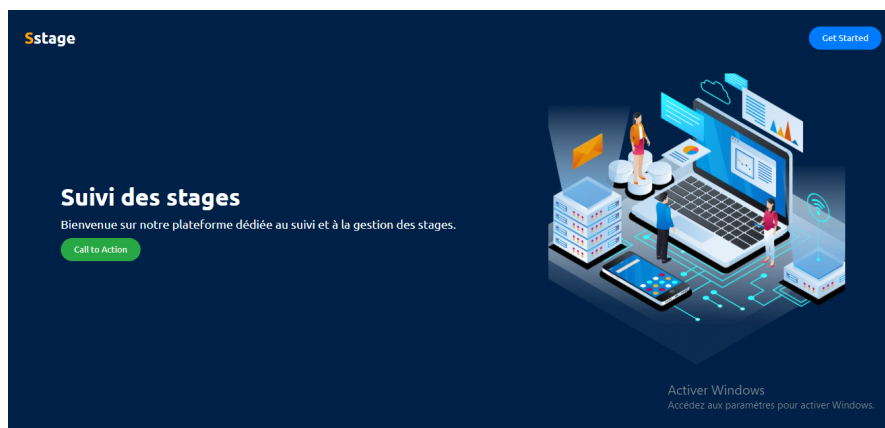 Sstage
Get Started
Suivi des stages
Bienvenue sur notre plateforme dédiée au suivi et à la gestion des stages.
Call to Action
Activer Windows
Accédez aux paramètres pour activer Windows.